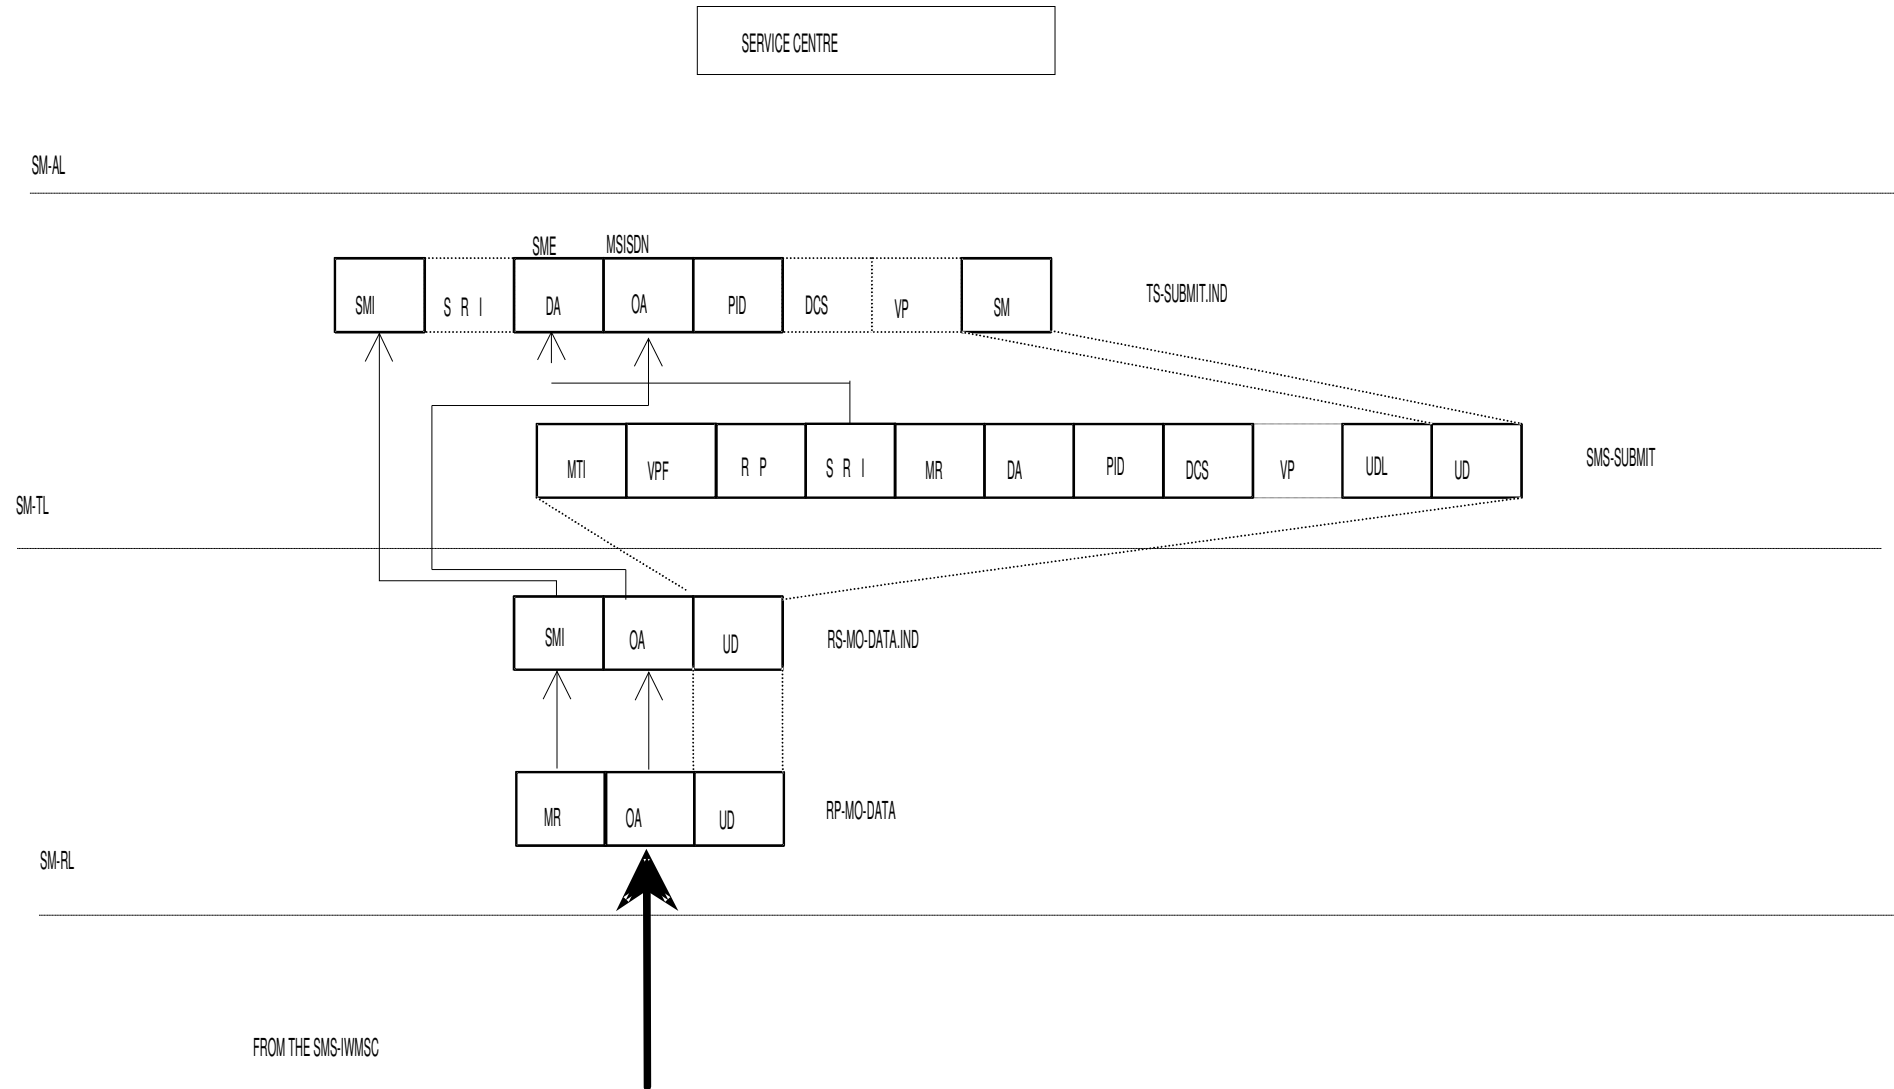 SERVICE CENTRE
SM-AL
SME MSISDN
SMI S R I DA OA PID DCS VP SM TS-SUBMIT.IND
MTI VPF R P S R I MR DA PID DCS VP UDL UD SMS-SUBMIT
SM-TL
SMI OA UD RS-MO-DATA.IND
MR OA UD RP-MO-DATA
SM-RL
FROM THE SMS-IWMSC